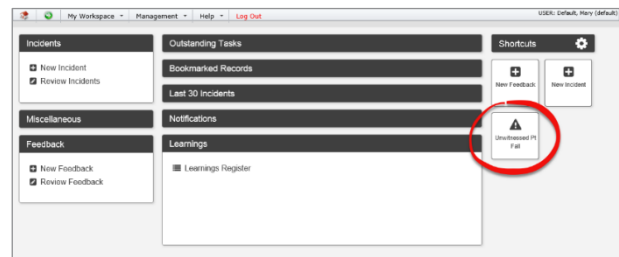 My Workspace Management Help Log Out
USER: Default, Mary (default)
Incidents
New Incident
Review Incidents
Miscellaneous
Feedback
New Feedback
Review Feedback
Outstanding Tasks
Bookmarked Records
Last 30 Incidents
Notifications
Learnings
Learnings Register
Shortcuts
New Feedback
New Incident
Unwitnessed Pt
Fall